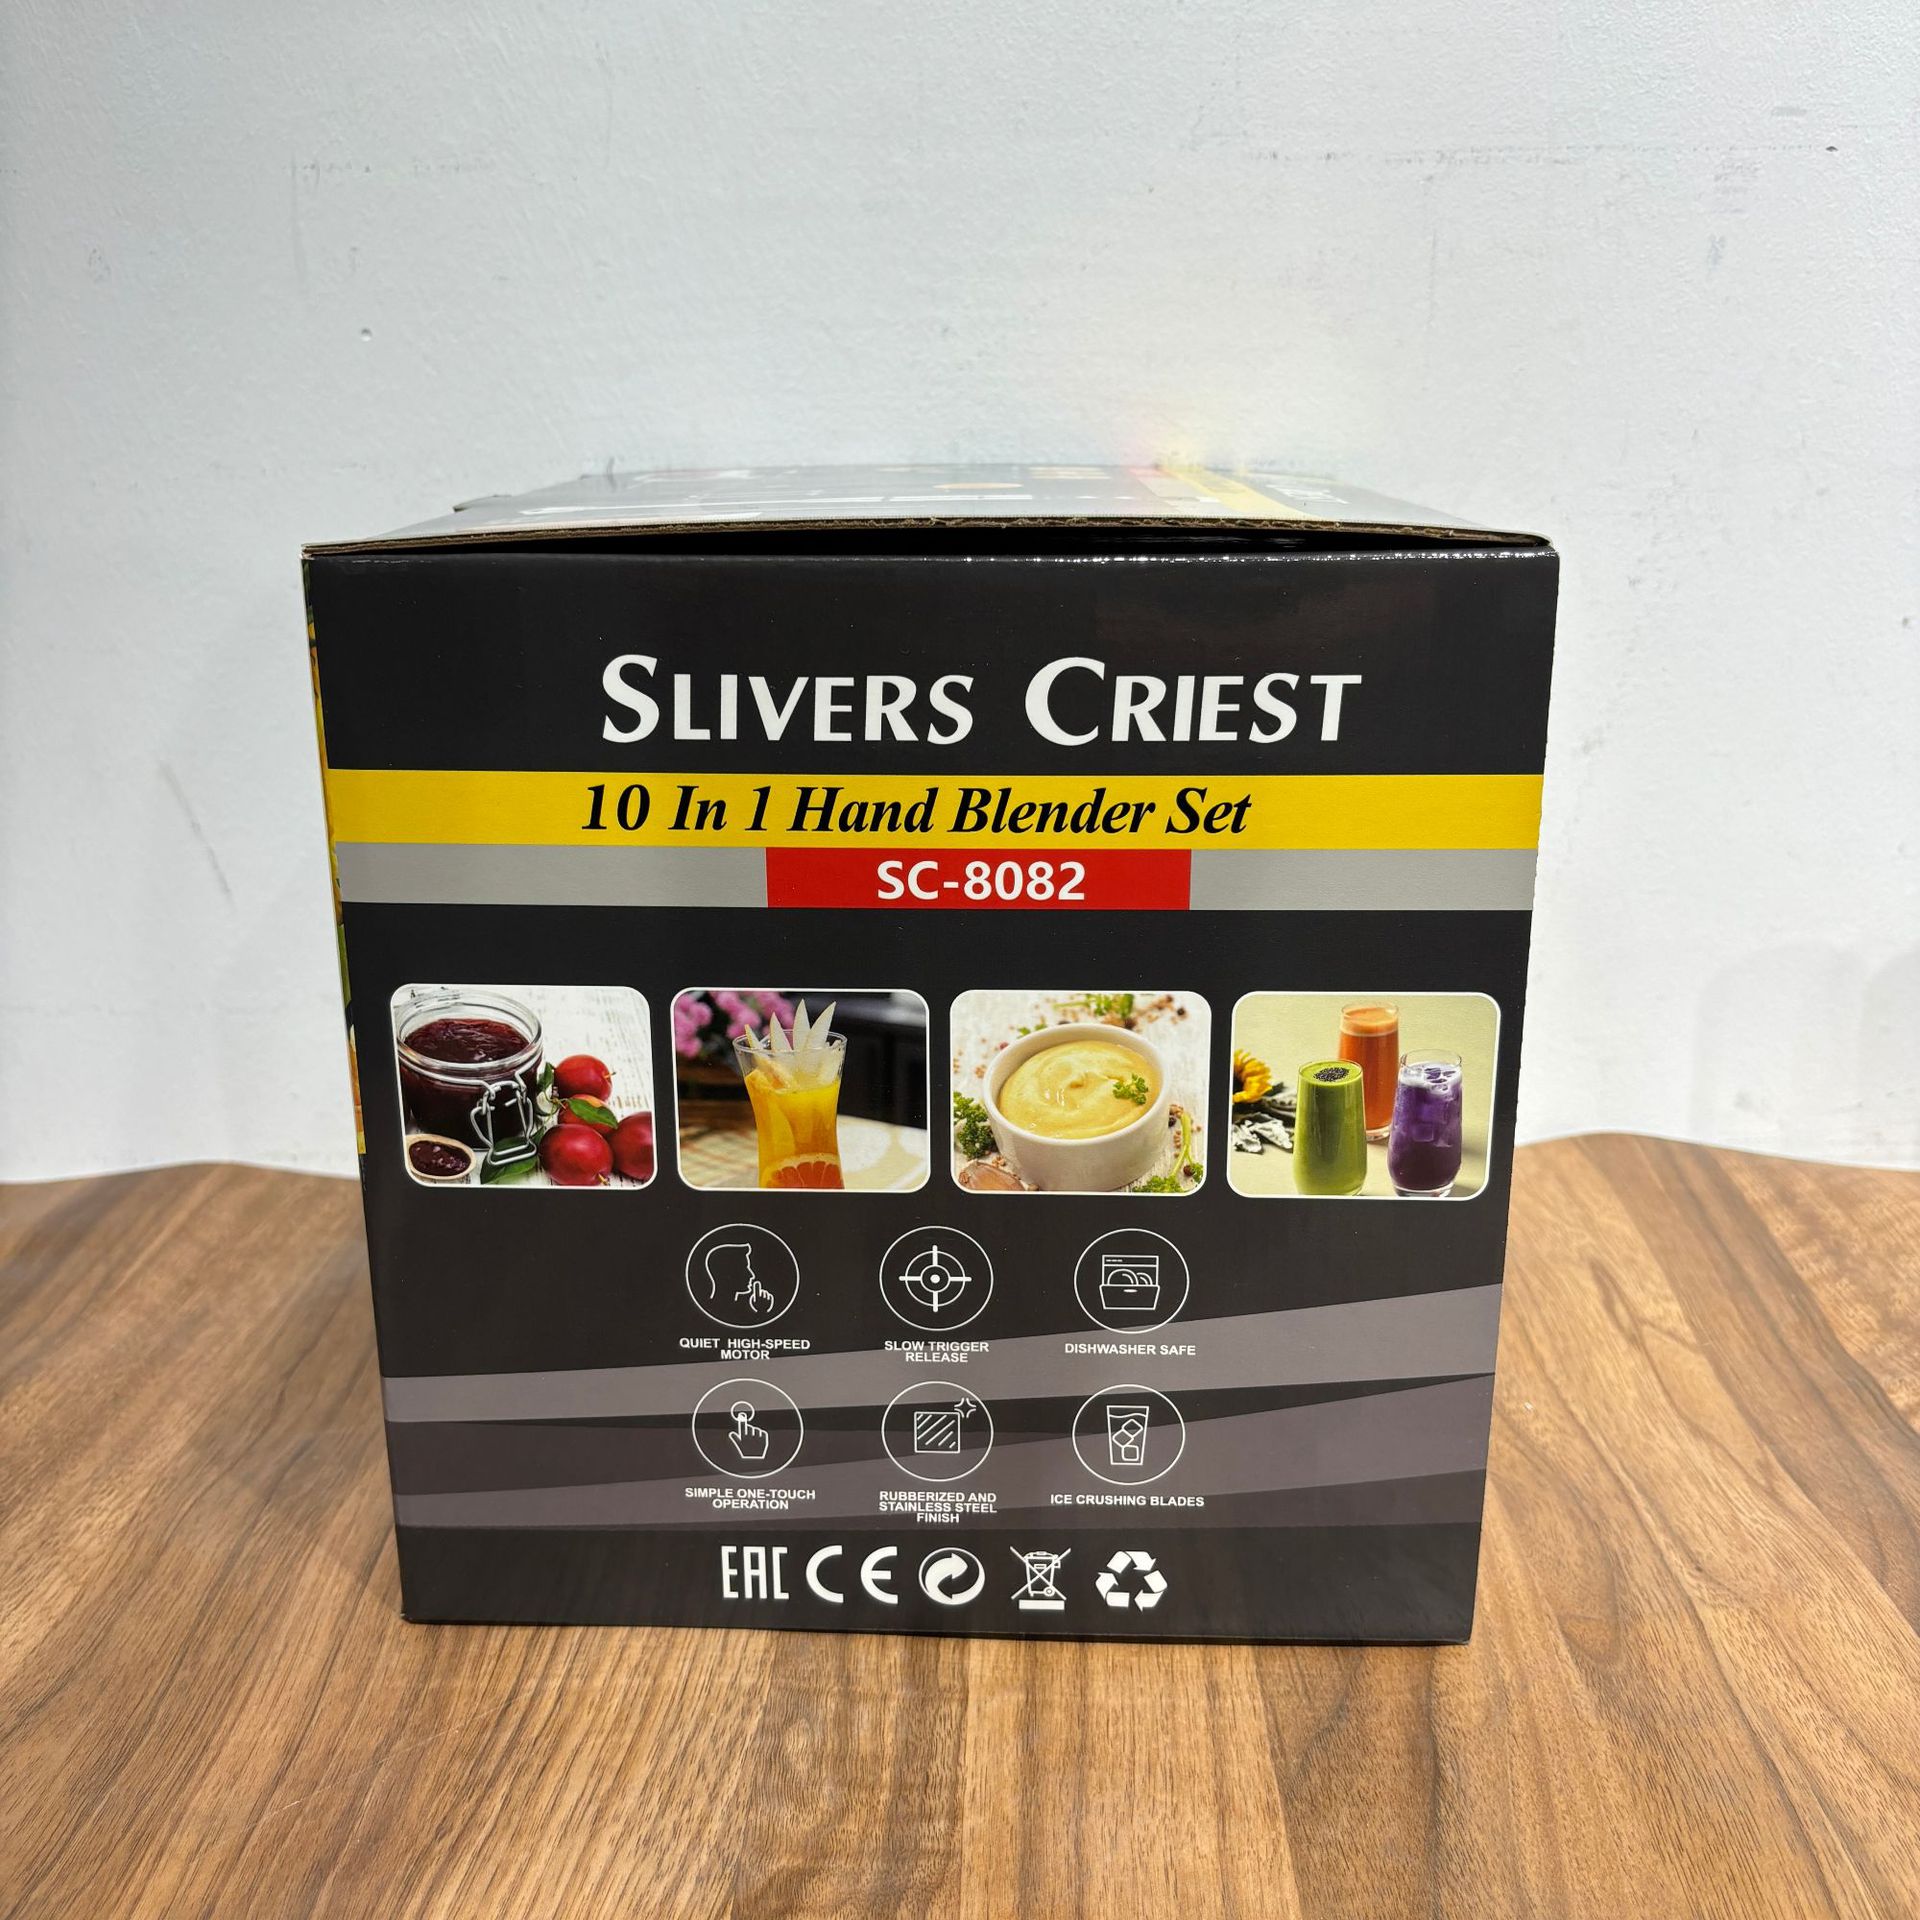 SLIVERS CRIEST
10 In 1 Hand Blender Set
SC-8082
QUIET HIGH-SPEED
MOTOR
SLOW TRIGGER
RELEASE
DISHWASHER SAFE
SIMPLE ONE-TOUCH
OPERATION
RUBBERIZED AND
STAINLESS STEEL
FINISH
ICE CRUSHING BLADES
EAC CE